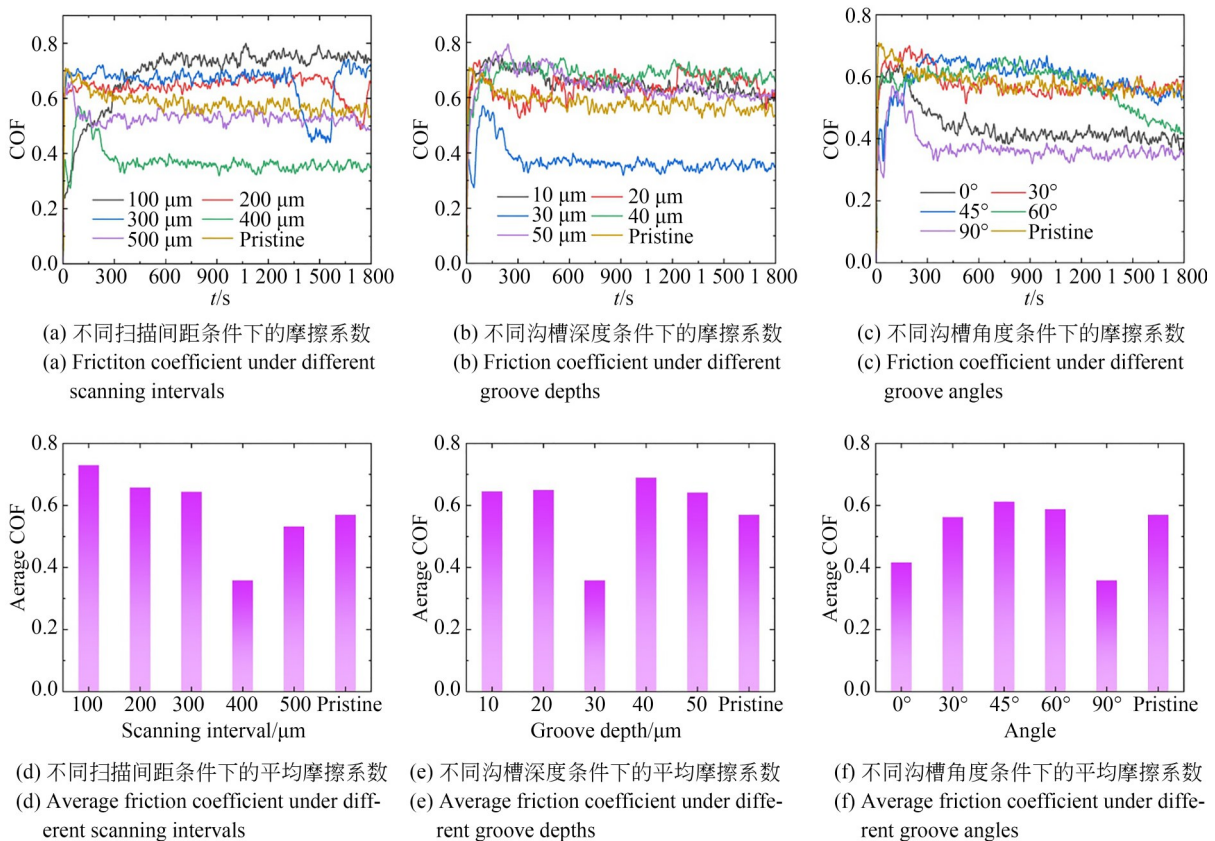 0.8
0.6
0.4
0.2
0.0
COF
100 μm 200 μm
300 μm 400 μm
500 μm Pristine
0 300 600 900 1 200 1 500 1 800
t/s
(a) 不同扫描间距条件下的摩擦系数
(a) Frictiton coefficient under different
scanning intervals
0.8
0.6
0.4
0.2
0.0
COF
10 μm 20 μm
30 μm 40 μm
50 μm Pristine
0 300 600 900 1 200 1 500 1 800
t/s
(b) 不同沟槽深度条件下的摩擦系数
(b) Friction coefficient under different
groove depths
0.8
0.6
0.4
0.2
0.0
COF
0° 30°
45° 60°
90° Pristine
0 300 600 900 1 200 1 500 1 800
t/s
(c) 不同沟槽角度条件下的摩擦系数
(c) Friction coefficient under different
groove angles
0.8
0.6
0.4
0.2
0.0
Aerage COF
100 200 300 400 500 Pristine
Scanning interval/μm
(d) 不同扫描间距条件下的平均摩擦系数
(d) Average friction coefficient under diff-
erent scanning intervals
0.8
0.6
0.4
0.2
0.0
Aerage COF
10 20 30 40 50 Pristine
Groove depth/μm
(e) 不同沟槽深度条件下的平均摩擦系数
(e) Average friction coefficient under diffe-
rent groove depths
0.8
0.6
0.4
0.2
0.0
Aerage COF
0° 30° 45° 60° 90° Pristine
Angle
(f) 不同沟槽角度条件下的平均摩擦系数
(f) Average friction coefficient under diffe-
rent groove angles